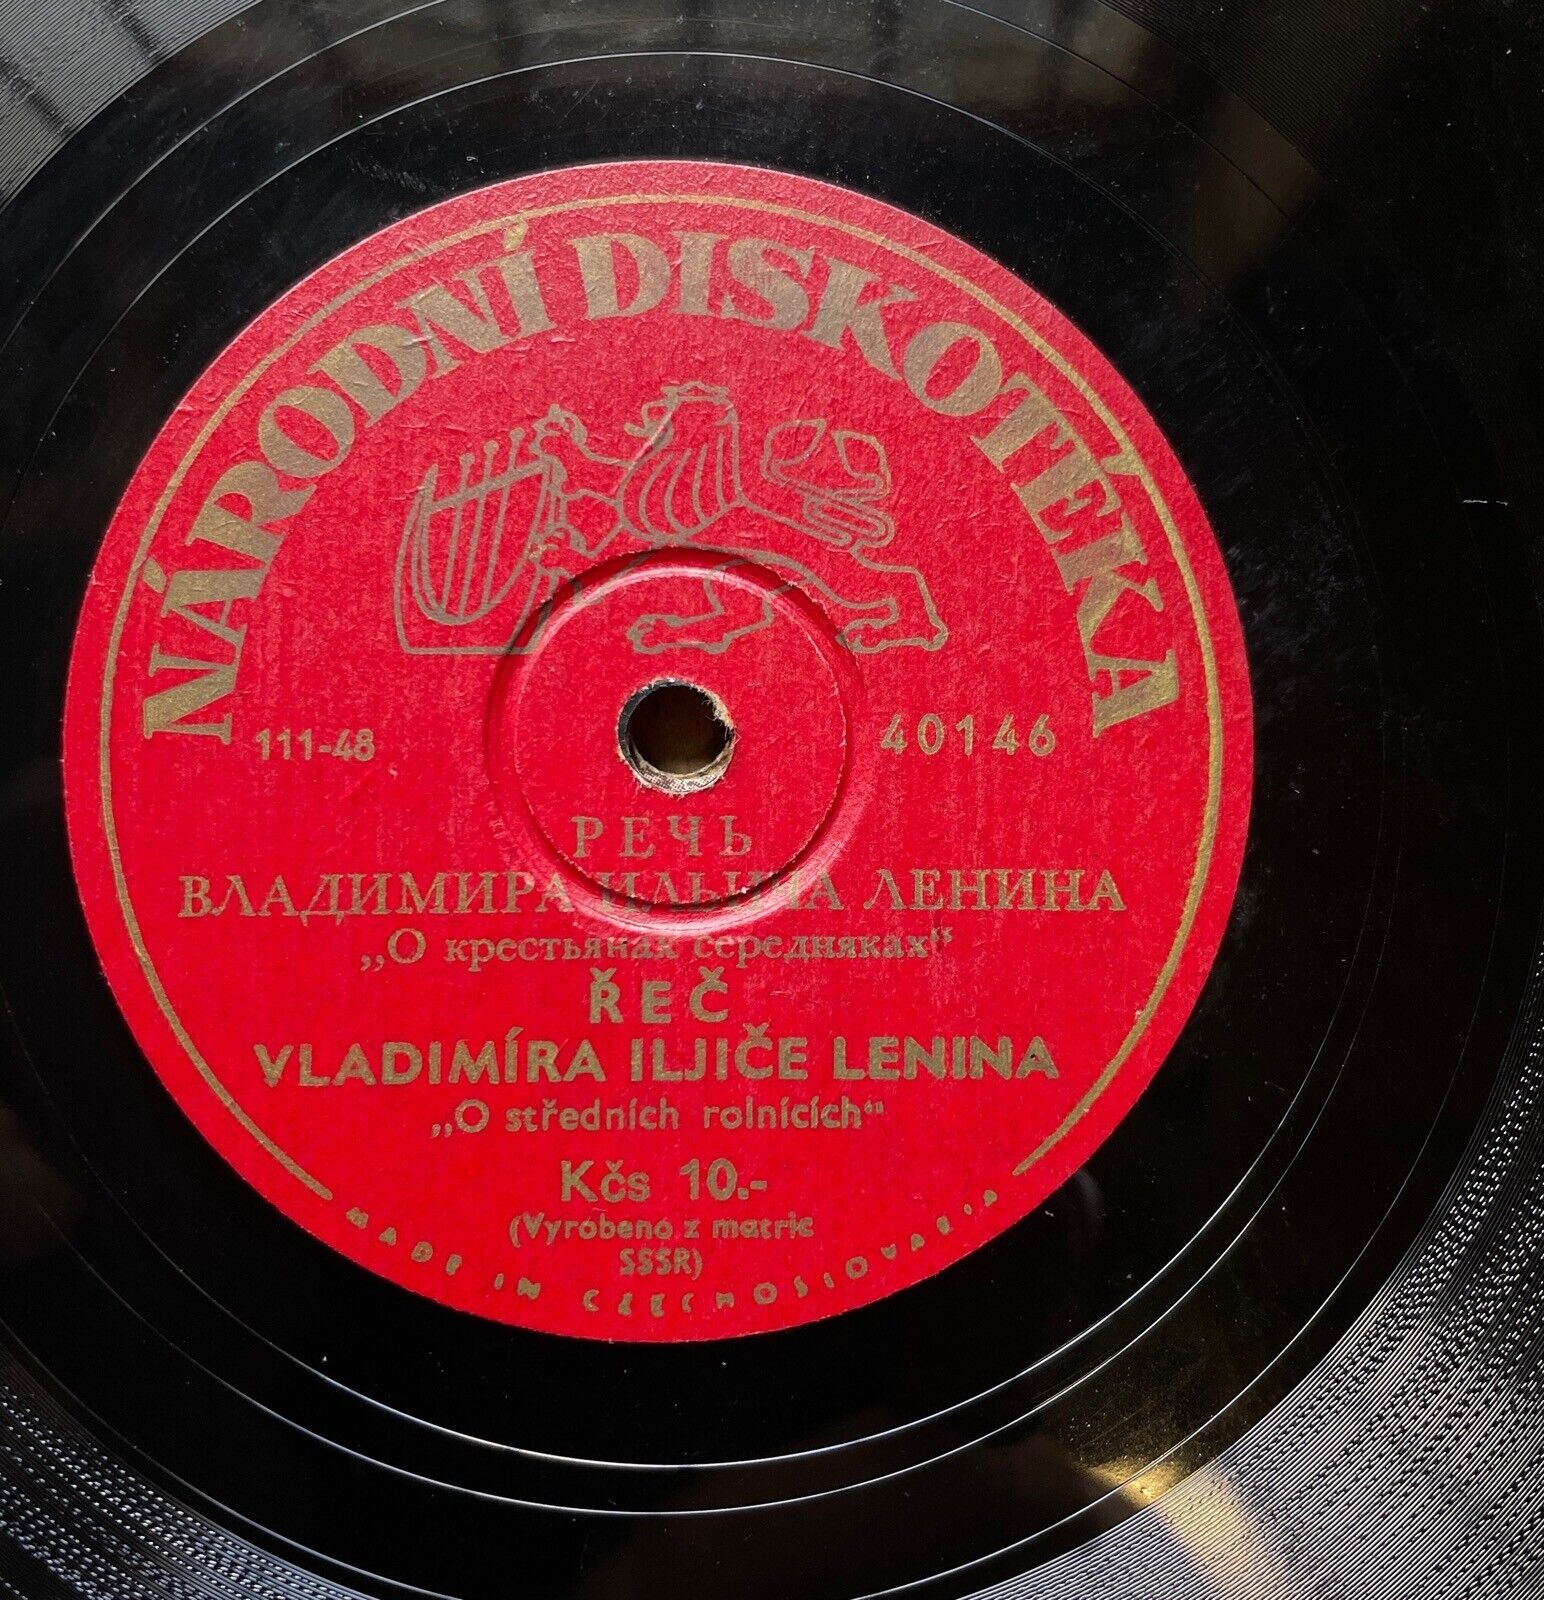 NÁRODNÍ DISKOTÉKA
111-48
40146
РЕЧЬ
ВЛАДИМИРА ИЛЬИЧА ЛЕНИНА
„О крестьянах середняках“
ŘEČ
VLADIMÍRA ILJIČE LENINA
„O středních rolnících“
Kčs 10.-
(Vyrobeno z matric
SSSR)
MADE IN CZECHOSLOVAKIA